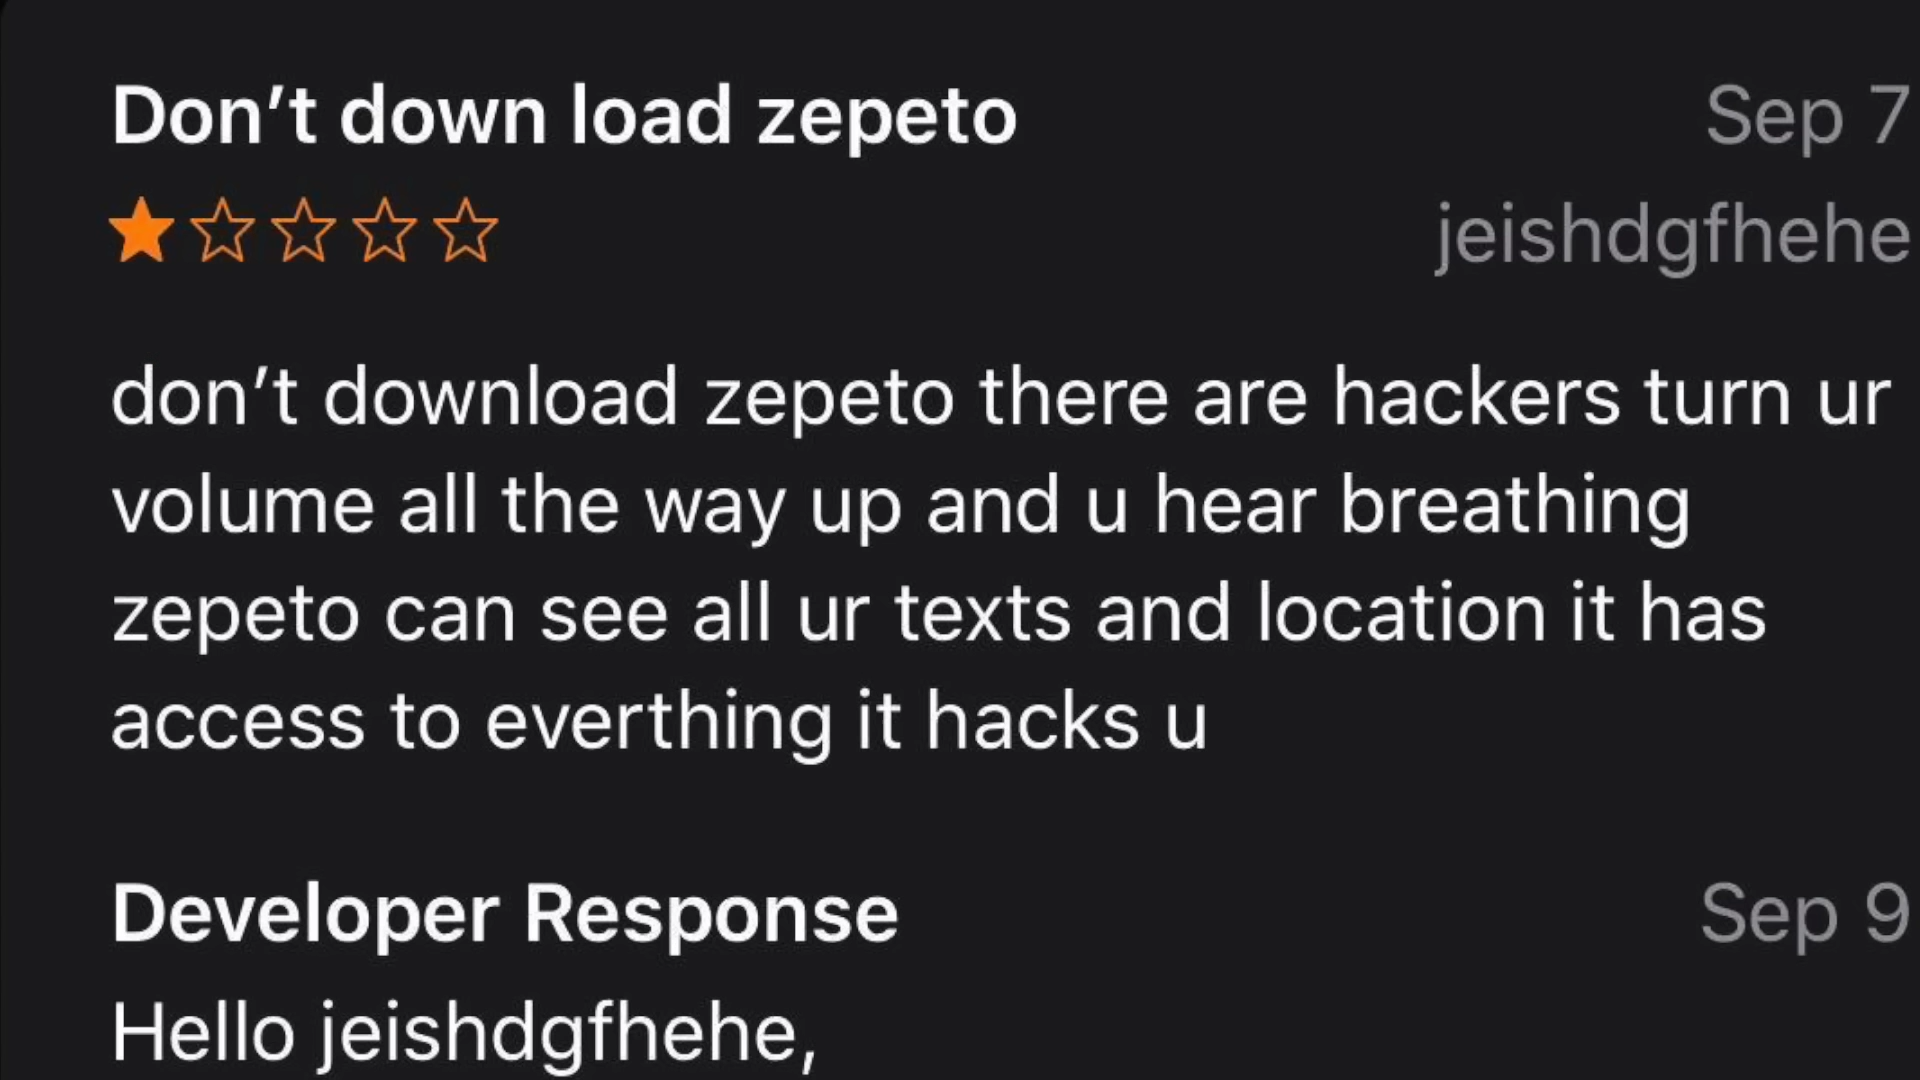 Don’t down load zepeto
Sep 7
jeishdgfhehe
don’t download zepeto there are hackers turn ur
volume all the way up and u hear breathing
zepeto can see all ur texts and location it has
access to everthing it hacks u
Developer Response
Sep 9
Hello jeishdgfhehe,